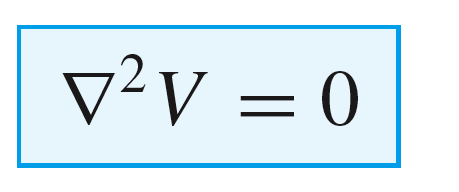 ∇²V = 0